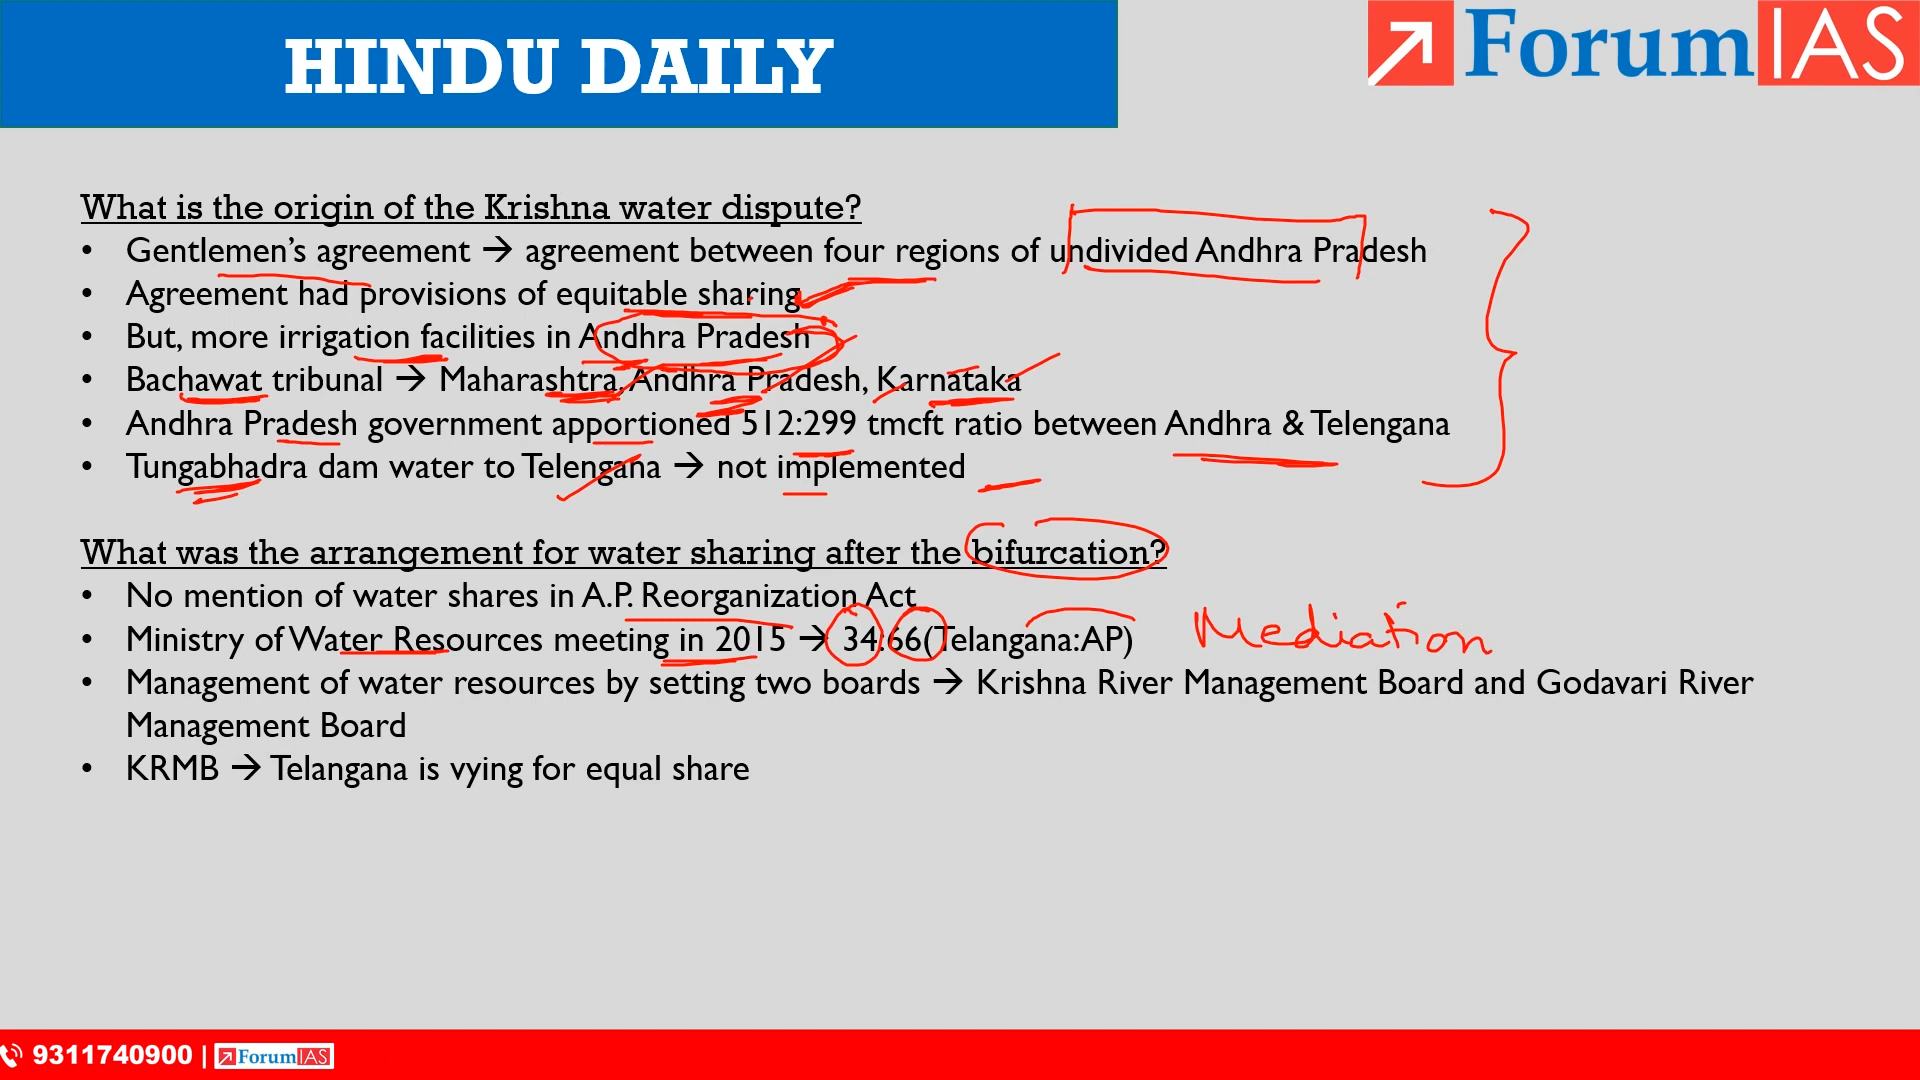 HINDU DAILY
Forum IAS
What is the origin of the Krishna water dispute?
• Gentlemen's agreement → agreement between four regions of undivided Andhra Pradesh
• Agreement had provisions of equitable sharing
• But, more irrigation facilities in Andhra Pradesh
• Bachawat tribunal → Maharashtra, Andhra Pradesh, Karnataka
• Andhra Pradesh government apportioned 512:299 tmcft ratio between Andhra & Telengana
• Tungabhadra dam water to Telengana → not implemented
What was the arrangement for water sharing after the bifurcation?
• No mention of water shares in A.P. Reorganization Act
• Ministry of Water Resources meeting in 2015 → 34:66(Telangana:AP) Mediation
• Management of water resources by setting two boards → Krishna River Management Board and Godavari River
Management Board
• KRMB → Telangana is vying for equal share
9311740900 | ForumIAS